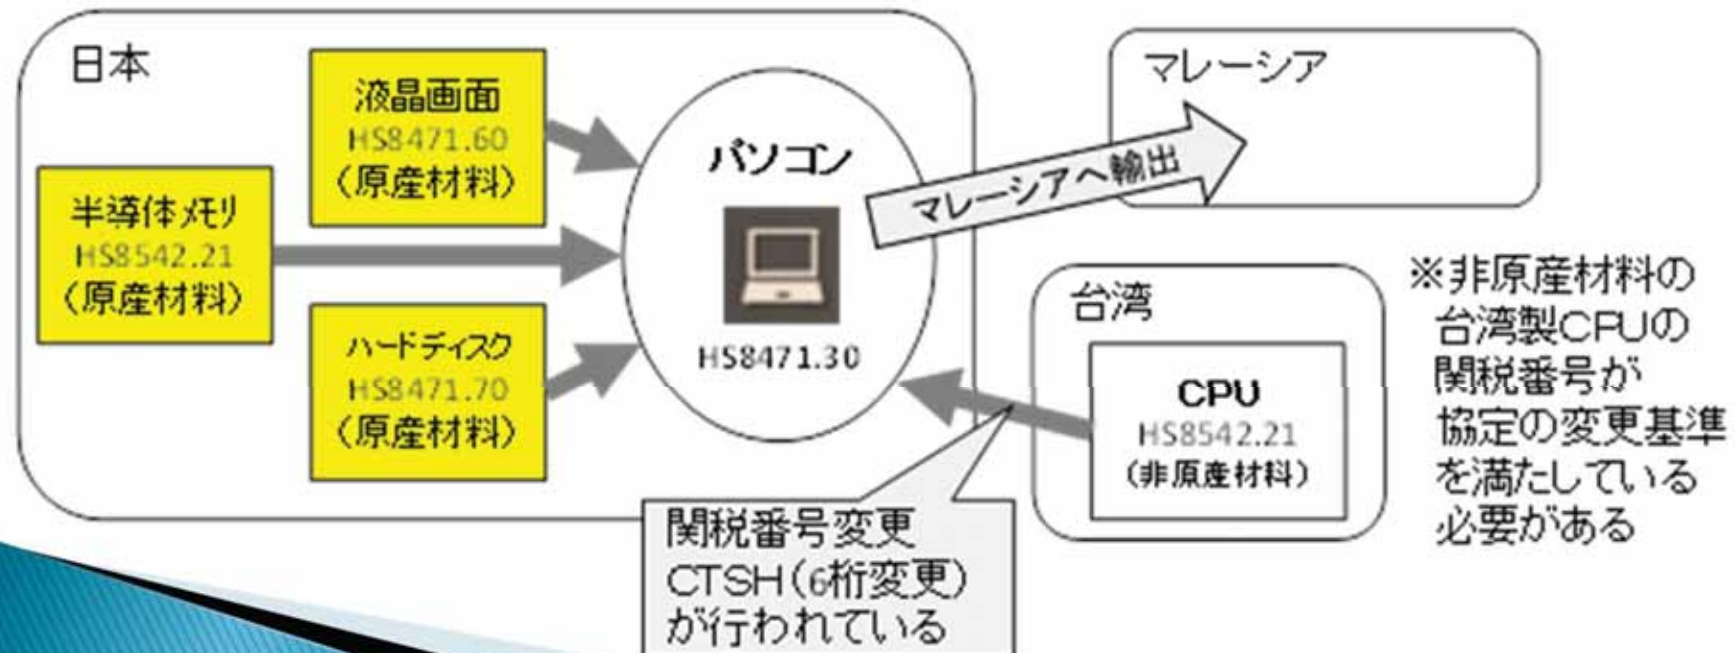 日本
液晶画面
HS8471.60
(原産材料)
半導体メモリ
HS8542.21
(原産材料)
ハードディスク
HS8471.70
(原産材料)
パソコン
HS8471.30
マレーシアへ輸出
マレーシア
台湾
CPU
HS8542.21
(非原産材料)
関税番号変更
CTSH(6桁変更)
が行われている
※非原産材料の
台湾製CPUの
関税番号が
協定の変更基準
を満たしている
必要がある